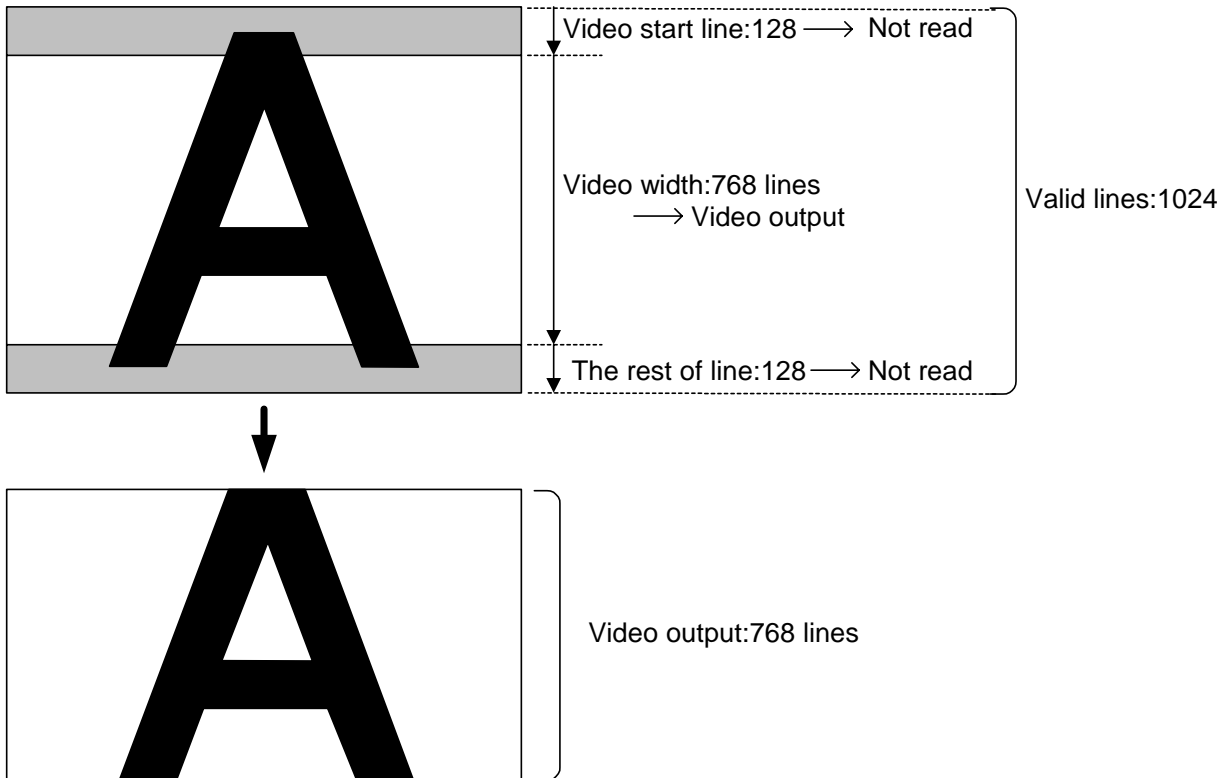 Video start line:128 → Not read
A
Video width:768 lines
→ Video output
Valid lines:1024
The rest of line:128 → Not read
A
Video output:768 lines